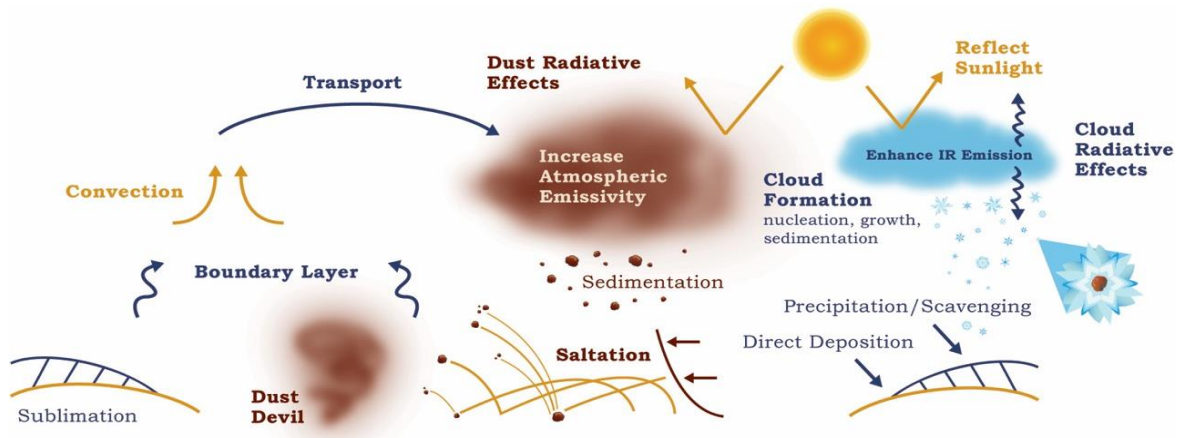 Dust Radiative
Effects
Reflect
Sunlight
Transport
Cloud
Radiative
Effects
Increase
Atmospheric
Emissivity
Enhance IR Emission
Convection
Cloud
Formation
nucleation, growth,
sedimentation
Boundary Layer
Sedimentation
Precipitation/Scavenging
Direct Deposition
Saltation
Sublimation
Dust
Devil